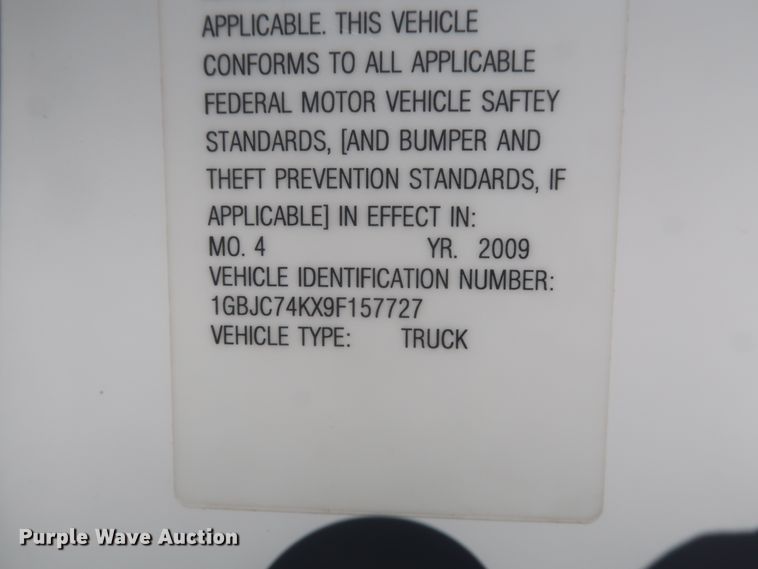 APPLICABLE. THIS VEHICLE
CONFORMS TO ALL APPLICABLE
FEDERAL MOTOR VEHICLE SAFTEY
STANDARDS, [AND BUMPER AND
THEFT PREVENTION STANDARDS, IF
APPLICABLE] IN EFFECT IN:
MO. 4 YR. 2009
VEHICLE IDENTIFICATION NUMBER:
1GBJC74KX9F157727
VEHICLE TYPE: TRUCK
Purple Wave Auction